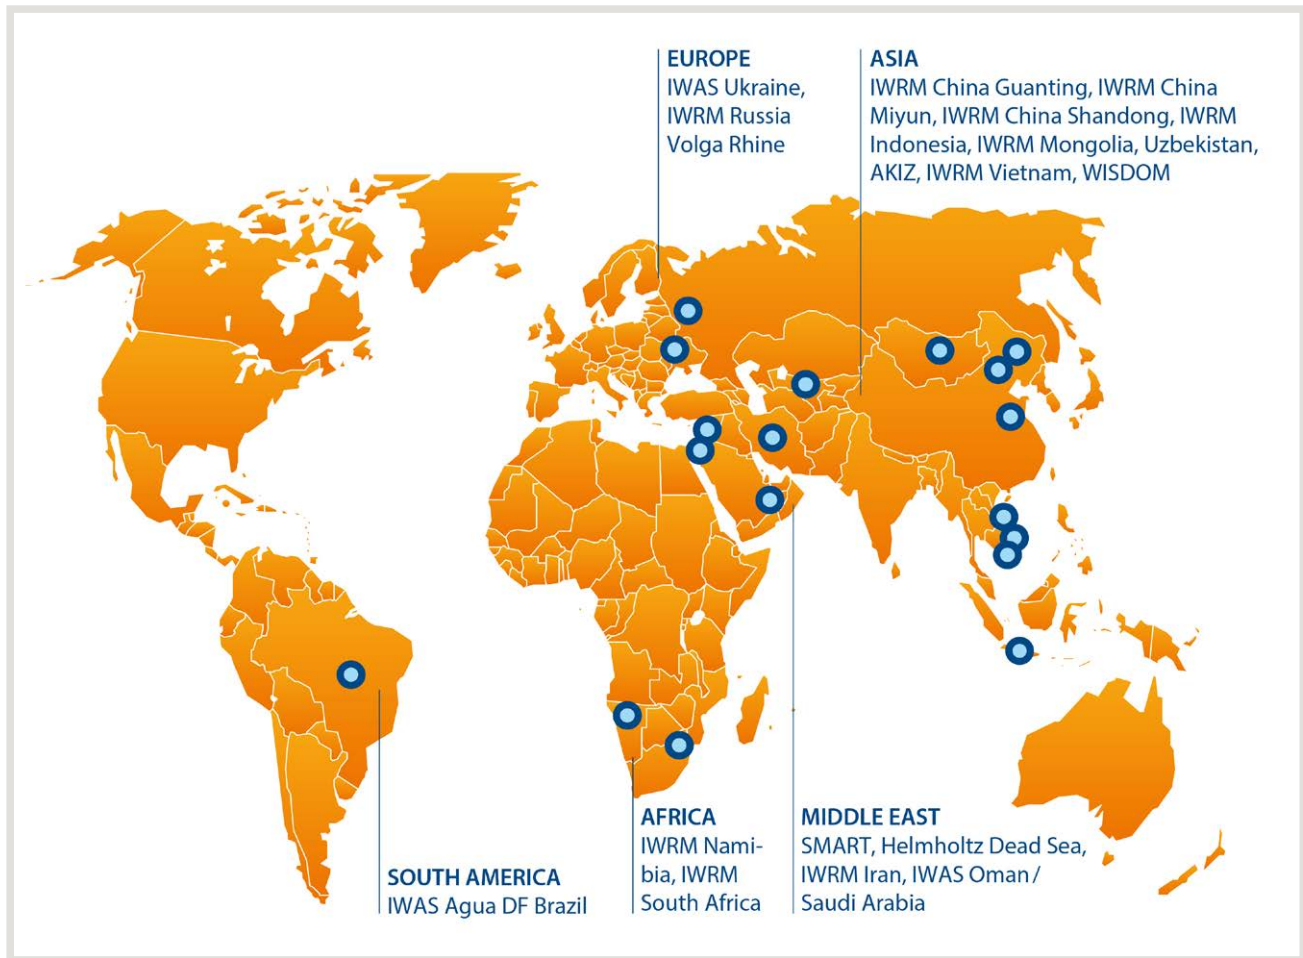 EUROPE
IWAS Ukraine,
IWRM Russia
Volga Rhine
ASIA
IWRM China Guanting, IWRM China
Miyun, IWRM China Shandong, IWRM
Indonesia, IWRM Mongolia, Uzbekistan,
AKIZ, IWRM Vietnam, WISDOM
SOUTH AMERICA
IWAS Agua DF Brazil
AFRICA
IWRM Nami-
bia, IWRM
South Africa
MIDDLE EAST
SMART, Helmholtz Dead Sea,
IWRM Iran, IWAS Oman/
Saudi Arabia